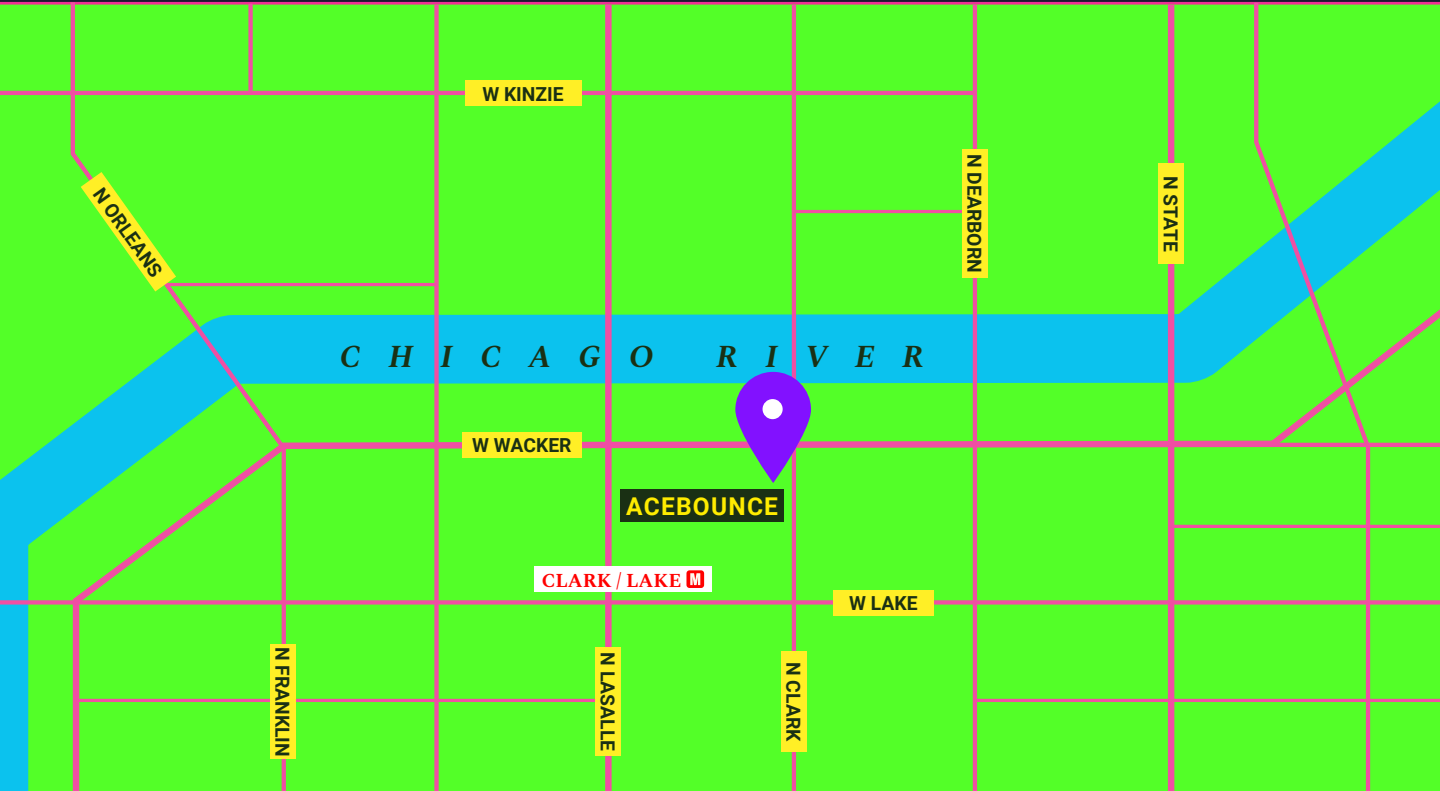 W KINZIE
N ORLEANS
N DEARBORN
N STATE
CHICAGO RIVER
W WACKER
ACEBOUNCE
CLARK / LAKE M
W LAKE
N FRANKLIN
N LASALLE
N CLARK